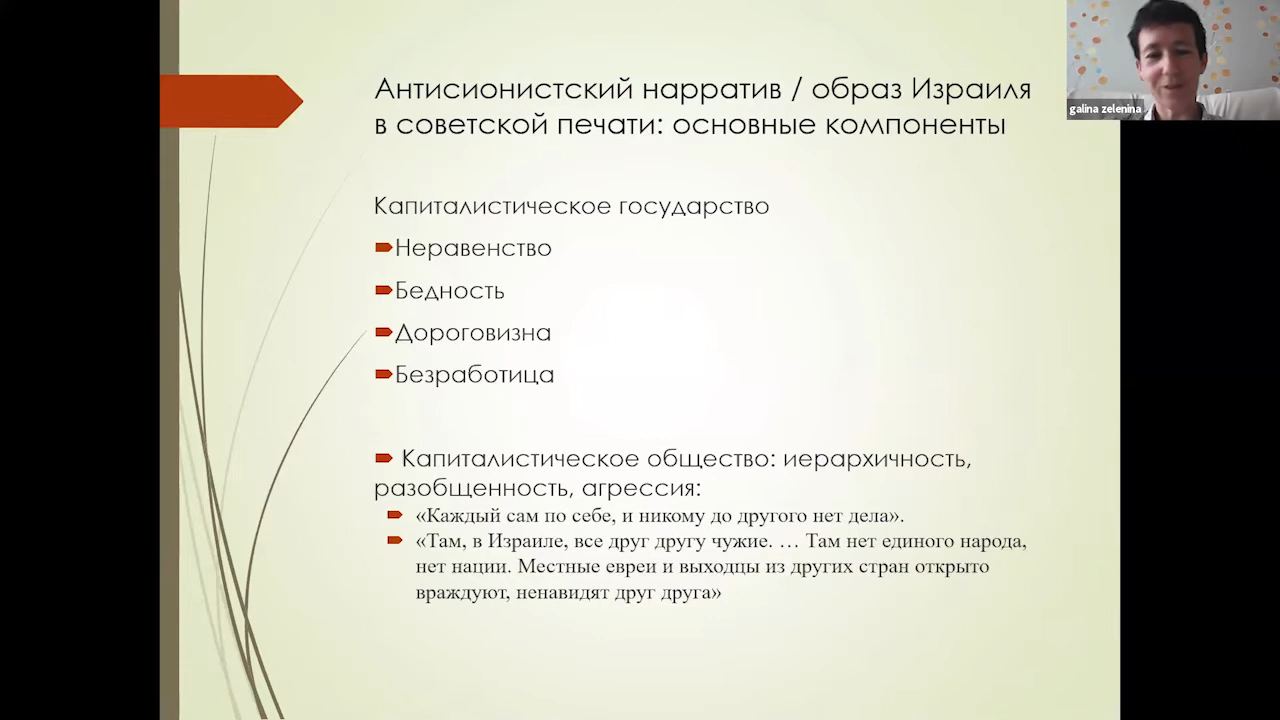 Антисионистский нарратив / образ Израиля
в советской печати: основные компоненты
galina zelenina
Капиталистическое государство
Неравенство
Бедность
Дороговизна
Безработица
Капиталистическое общество: иерархичность,
разобщенность, агрессия:
«Каждый сам по себе, и никому до другого нет дела».
«Там, в Израиле, все друг другу чужие. … Там нет единого народа,
нет нации. Местные евреи и выходцы из других стран открыто
враждуют, ненавидят друг друга»